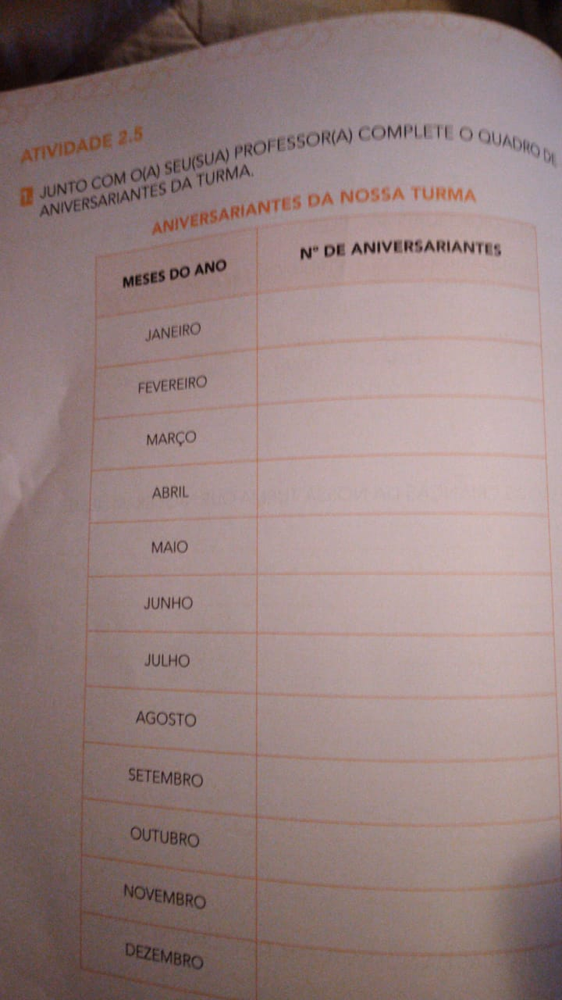 ATIVIDADE 2.5
1. JUNTO COM O(A) SEU(SUA) PROFESSOR(A) COMPLETE O QUADRO DE
ANIVERSARIANTES DA TURMA.
ANIVERSARIANTES DA NOSSA TURMA
MESES DO ANO Nº DE ANIVERSARIANTES
JANEIRO
FEVEREIRO
MARÇO
ABRIL
MAIO
JUNHO
JULHO
AGOSTO
SETEMBRO
OUTUBRO
NOVEMBRO
DEZEMBRO